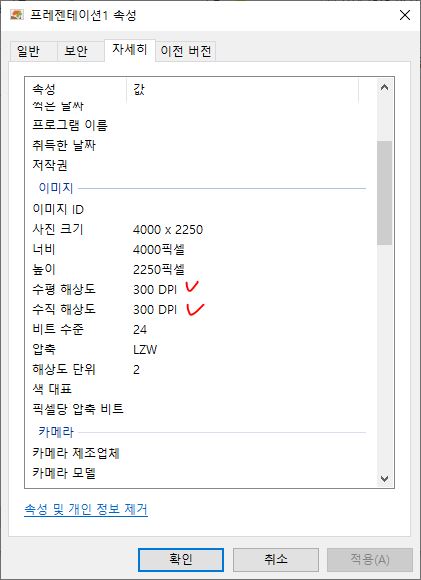 프레젠테이션1 속성
일반 보안 자세히 이전 버전
속성 값
찍은 날짜
프로그램 이름
취득한 날짜
저작권
이미지
이미지 ID
사진 크기 4000 x 2250
너비 4000픽셀
높이 2250픽셀
수평 해상도 300 DPI
수직 해상도 300 DPI
비트 수준 24
압축 LZW
해상도 단위 2
색 대표
픽셀당 압축 비트
카메라
카메라 제조업체
카메라 모델
속성 및 개인 정보 제거
확인 취소 적용(A)